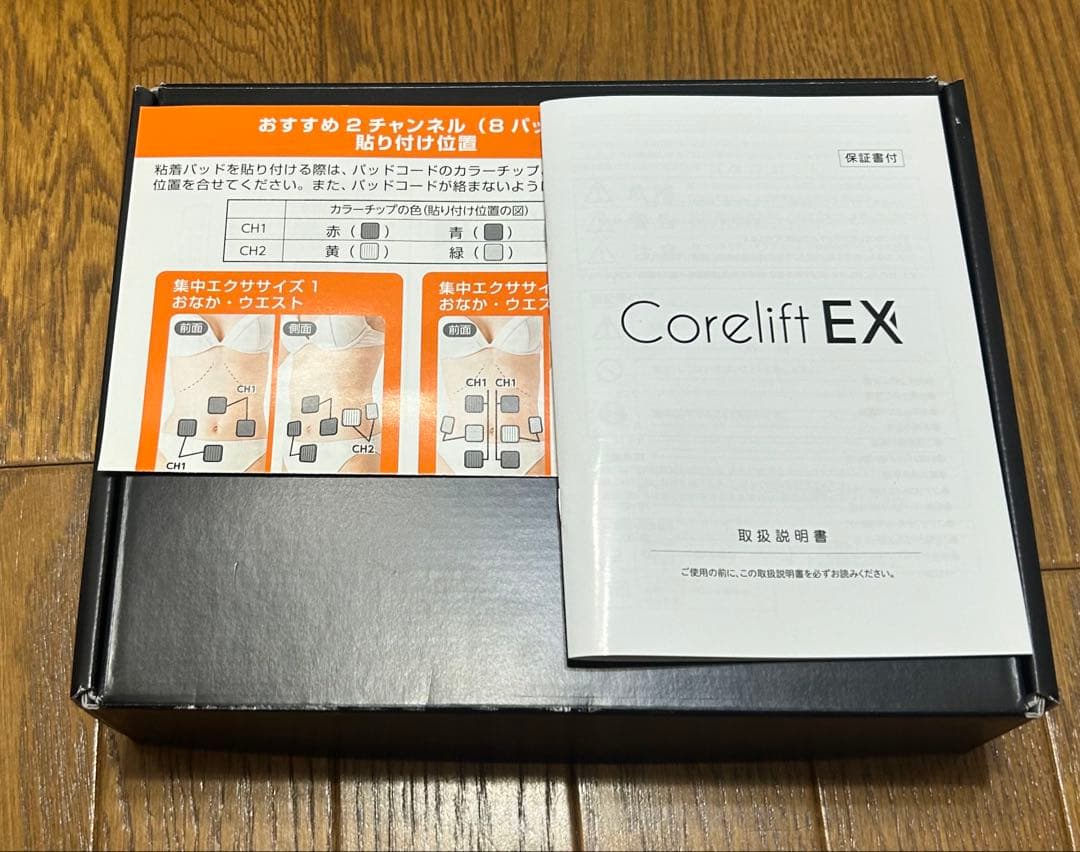 おすすめ 2 チャンネル (8 パッ
貼り付け位置
粘着パッドを貼り付ける際は、パッドコードのカラーチップ
位置を合せてください。また、パッドコードが絡まないように
カラーチップの色(貼り付け位置の図)
CH1 赤 ( ) 青 ( )
CH2 黄 ( ) 緑 ( )
集中エクササイズ 1
おなか・ウエスト
前面 側面
CH1
CH2
CH1
集中エクササイ
おなか・ウエス
前面
CH1 CH1
保証書付
Corelift EX
取扱説明書
ご使用の前に、この取扱説明書を必ずお読みください。